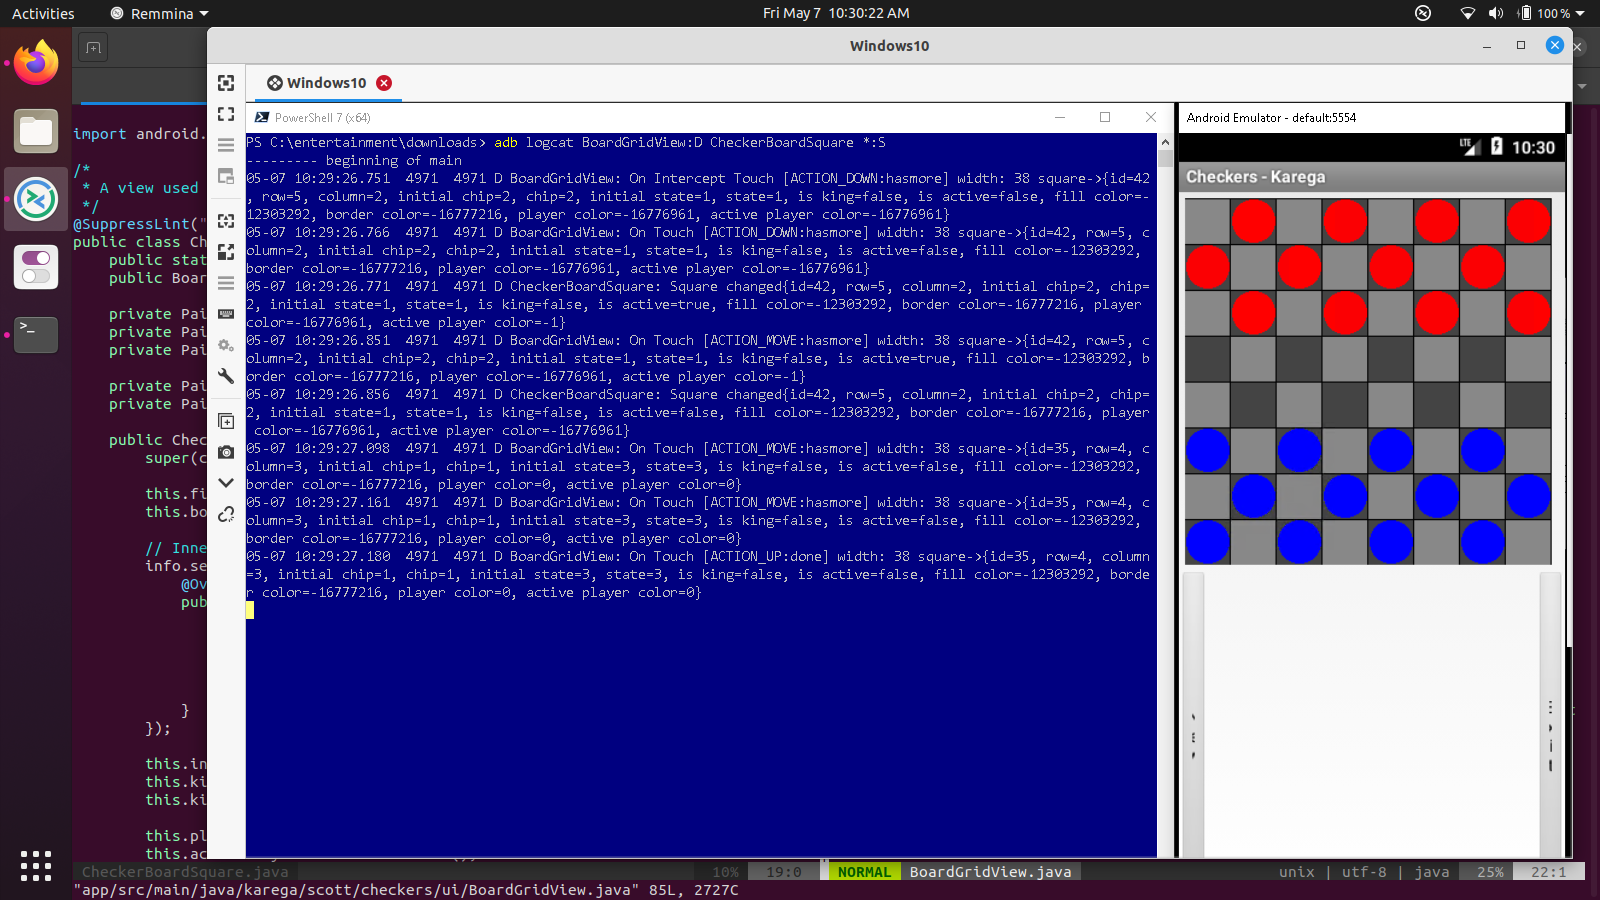 Activities
Remmina
Fri May 7  10:30:22 AM
100 %
Windows10
Windows10
PowerShell 7 (x64)
PS C:\entertainment\downloads> adb logcat BoardGridView:D CheckerBoardSquare *:S
--------- beginning of main
05-07 10:29:26.751  4971  4971 D BoardGridView: On Intercept Touch [ACTION_DOWN:hasmore] width: 38 square->{id=42
, row=5, column=2, initial chip=2, chip=2, initial state=1, state=1, is king=false, is active=false, fill color=-
12303292, border color=-16777216, player color=-16776961, active player color=-16776961}
05-07 10:29:26.766  4971  4971 D BoardGridView: On Touch [ACTION_DOWN:hasmore] width: 38 square->{id=42, row=5, c
olumn=2, initial chip=2, chip=2, initial state=1, state=1, is king=false, is active=false, fill color=-12303292,
border color=-16777216, player color=-16776961, active player color=-16776961}
05-07 10:29:26.771  4971  4971 D CheckerBoardSquare: Square changed{id=42, row=5, column=2, initial chip=2, chip=
2, initial state=1, state=1, is king=false, is active=true, fill color=-12303292, border color=-16777216, player
color=-16776961, active player color=-1}
05-07 10:29:26.851  4971  4971 D BoardGridView: On Touch [ACTION_MOVE:hasmore] width: 38 square->{id=42, row=5, c
olumn=2, initial chip=2, chip=2, initial state=1, state=1, is king=false, is active=true, fill color=-12303292, b
order color=-16777216, player color=-16776961, active player color=-1}
05-07 10:29:26.856  4971  4971 D CheckerBoardSquare: Square changed{id=42, row=5, column=2, initial chip=2, chip=
2, initial state=1, state=1, is king=false, is active=false, fill color=-12303292, border color=-16777216, player
 color=-16776961, active player color=-16776961}
05-07 10:29:27.098  4971  4971 D BoardGridView: On Touch [ACTION_MOVE:hasmore] width: 38 square->{id=35, row=4, c
olumn=3, initial chip=1, chip=1, initial state=3, state=3, is king=false, is active=false, fill color=-12303292,
border color=-16777216, player color=0, active player color=0}
05-07 10:29:27.161  4971  4971 D BoardGridView: On Touch [ACTION_MOVE:hasmore] width: 38 square->{id=35, row=4, c
olumn=3, initial chip=1, chip=1, initial state=3, state=3, is king=false, is active=false, fill color=-12303292,
border color=-16777216, player color=0, active player color=0}
05-07 10:29:27.180  4971  4971 D BoardGridView: On Touch [ACTION_UP:done] width: 38 square->{id=35, row=4, column
=3, initial chip=1, chip=1, initial state=3, state=3, is king=false, is active=false, fill color=-12303292, borde
r color=-16777216, player color=0, active player color=0}
Android Emulator - default:5554
LTE
10:30
Checkers - Karega
import android.
/*
 * A view used
 */
@SuppressLint("
public class Ch
public stat
public Boar
private Pai
private Pai
private Pai
private Pai
private Pai
public Chec
super(c
this.fi
this.bo
// Inne
info.se
@Ov
pub
}
});
this.in
this.ki
this.ki
this.pl
this.ac
CheckerBoardSquare.java
10%
19:0
NORMAL
BoardGridView.java
unix | utf-8 | java
25%
22:1
"app/src/main/java/karega/scott/checkers/ui/BoardGridView.java" 85L, 2727C